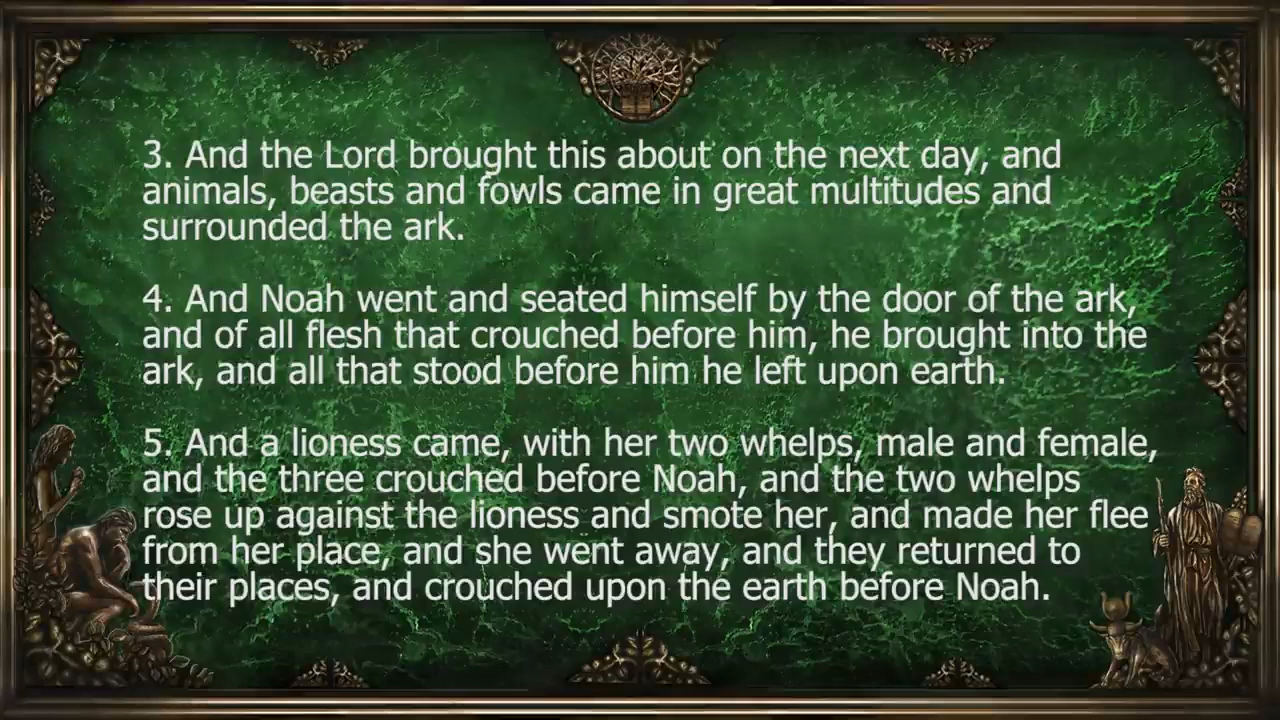 3. And the Lord brought this about on the next day, and
animals, beasts and fowls came in great multitudes and
surrounded the ark.
4. And Noah went and seated himself by the door of the ark,
and of all flesh that crouched before him, he brought into the
ark, and all that stood before him he left upon earth.
5. And a lioness came, with her two whelps, male and female,
and the three crouched before Noah, and the two whelps
rose up against the lioness and smote her, and made her flee
from her place, and she went away, and they returned to
their places, and crouched upon the earth before Noah.